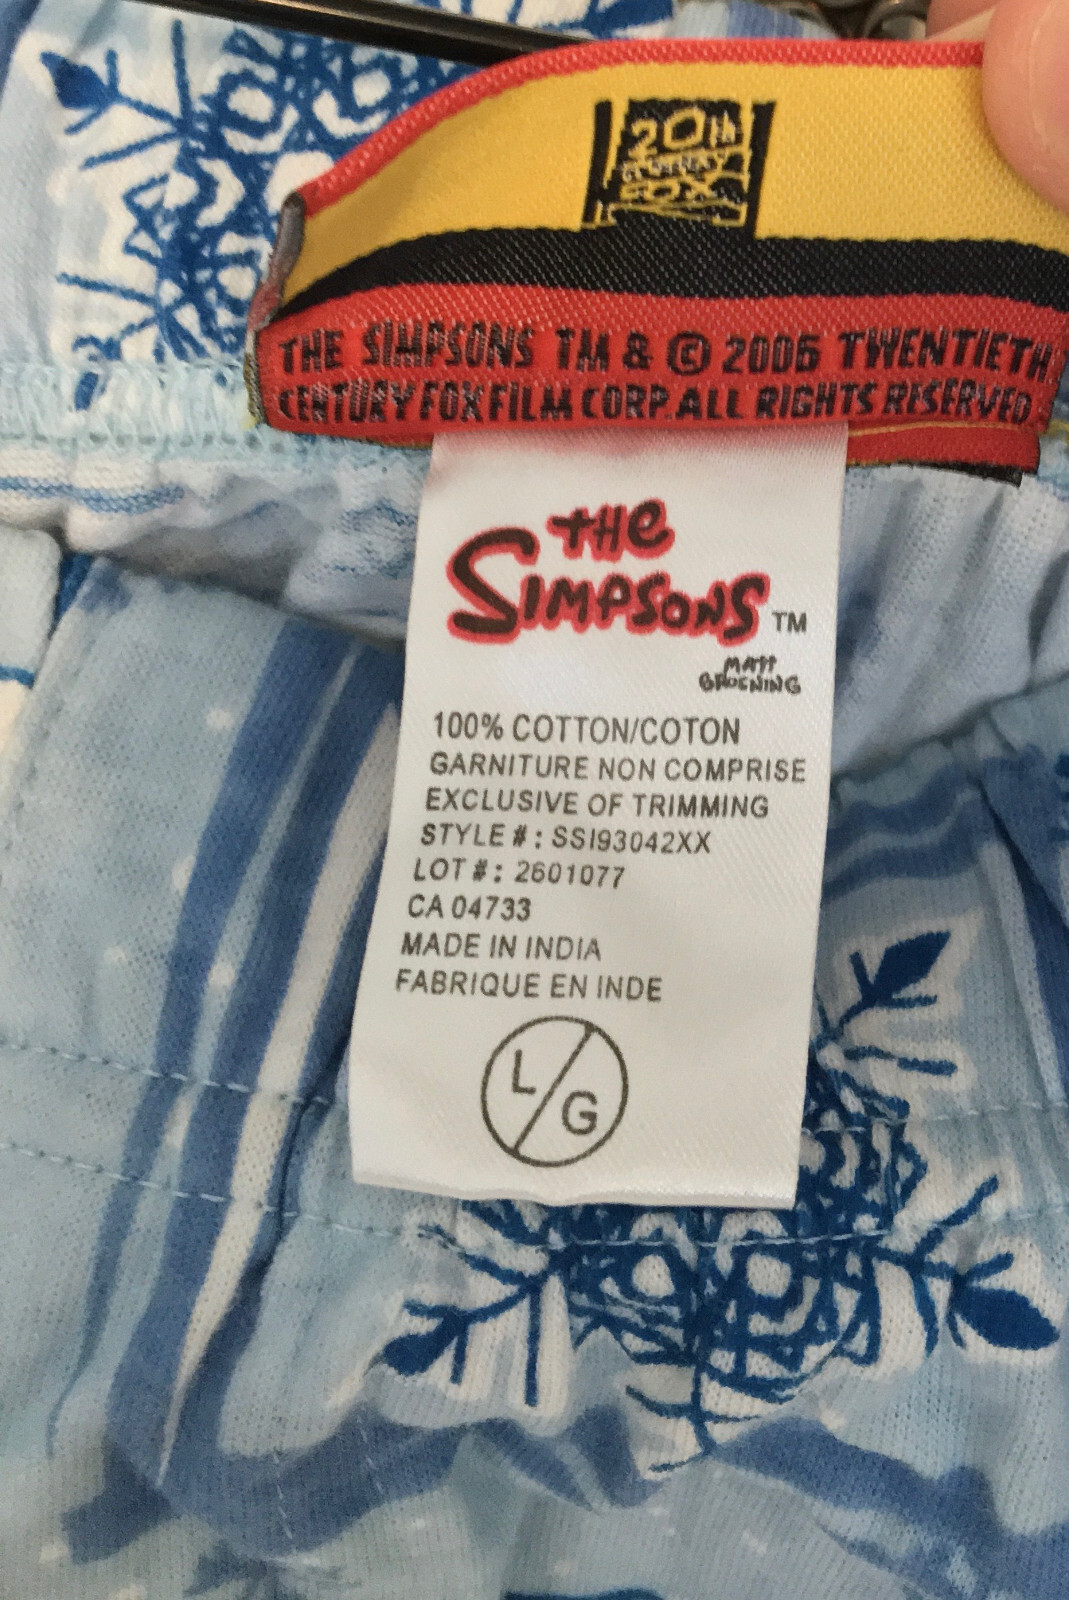 20th
CENTURY
FOX
THE SIMPSONS TM & © 2006 TWENTIETH
CENTURY FOX FILM CORP. ALL RIGHTS RESERVED
THE
SIMPSONS TM
MATT
GROENING
100% COTTON/COTON
GARNITURE NON COMPRISE
EXCLUSIVE OF TRIMMING
STYLE #: SSI93042XX
LOT #: 2601077
CA 04733
MADE IN INDIA
FABRIQUE EN INDE
L/G